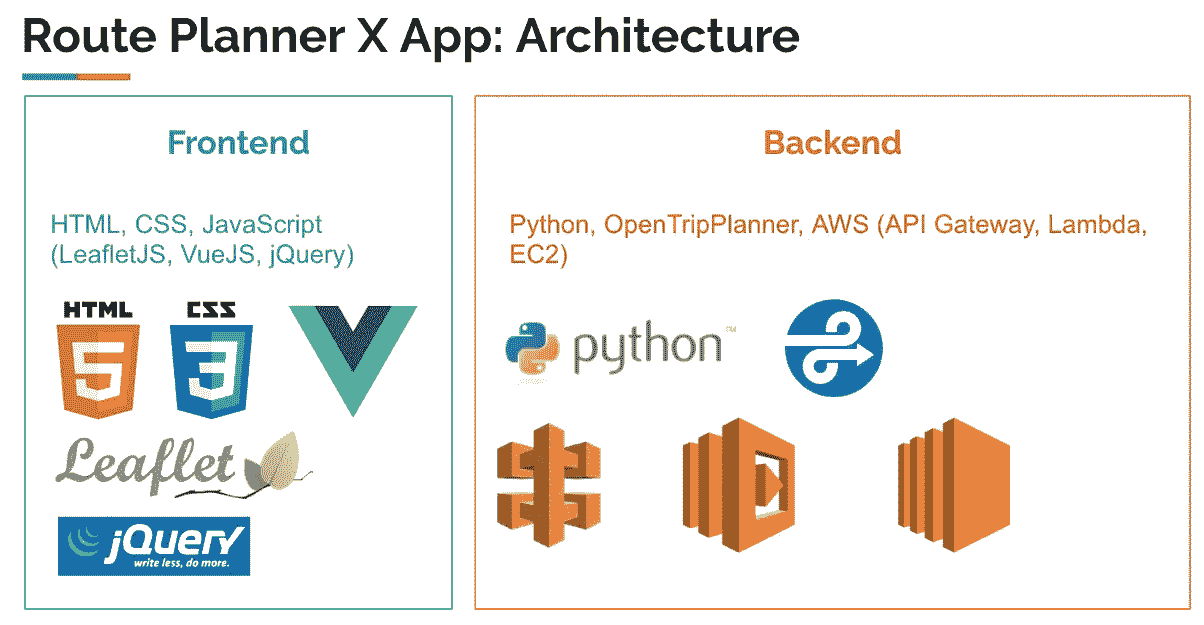 Route Planner X App: Architecture
Frontend
HTML, CSS, JavaScript
(LeafletJS, VueJS, jQuery)
HTML
CSS
5
3
Leaflet
jQuery
write less, do more.
Backend
Python, OpenTripPlanner, AWS (API Gateway, Lambda,
EC2)
python™